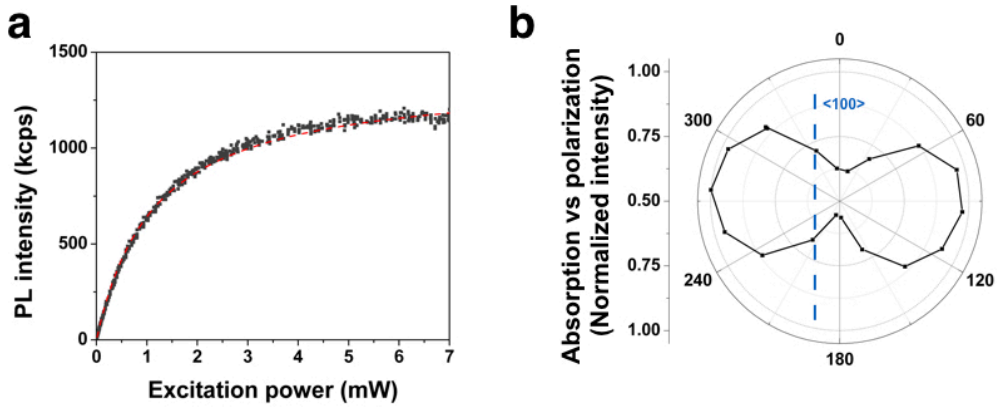 a
1500
1000
500
0
PL intensity (kcps)
0 1 2 3 4 5 6 7
Excitation power (mW)
b
Absorption vs polarization
(Normalized intensity)
1.00
0.75
0.50
0.75
1.00
0
60
120
180
240
300
<100>